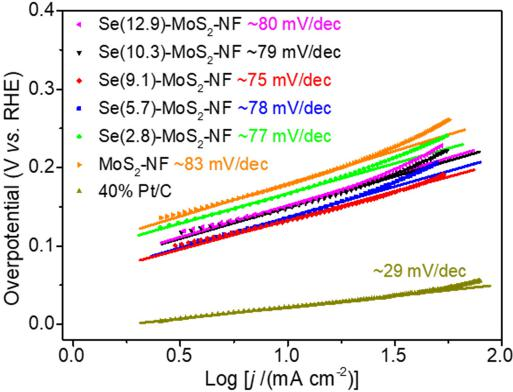 Se(12.9)-MoS2-NF ~80 mV/dec
Se(10.3)-MoS2-NF ~79 mV/dec
Se(9.1)-MoS2-NF ~75 mV/dec
Se(5.7)-MoS2-NF ~78 mV/dec
Se(2.8)-MoS2-NF ~77 mV/dec
MoS2-NF ~83 mV/dec
40% Pt/C
~29 mV/dec
Overpotential (V vs. RHE)
0.4
0.3
0.2
0.1
0.0
0.0 0.5 1.0 1.5 2.0
Log [j /(mA cm-2)]